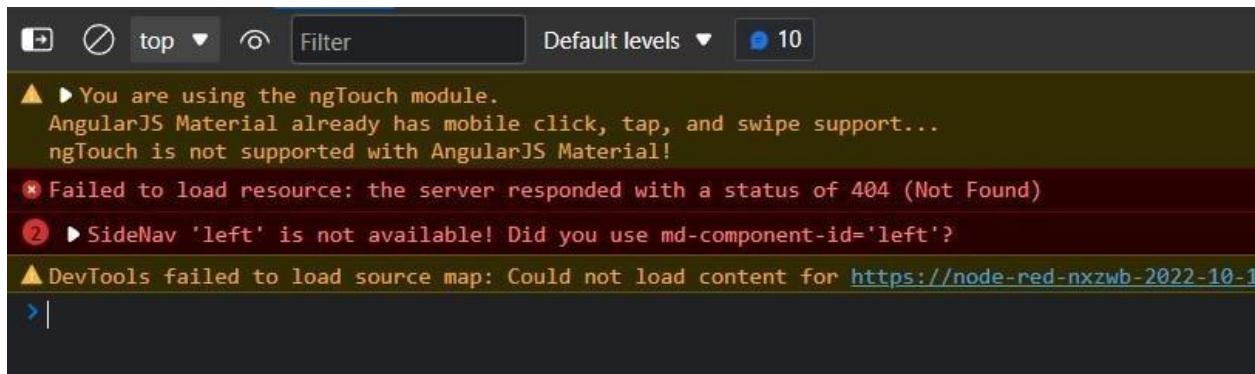 top
Filter
Default levels
10
You are using the ngTouch module.
AngularJS Material already has mobile click, tap, and swipe support...
ngTouch is not supported with AngularJS Material!
Failed to load resource: the server responded with a status of 404 (Not Found)
2 SideNav 'left' is not available! Did you use md-component-id='left'?
DevTools failed to load source map: Could not load content for https://node-red-nxzwb-2022-10-1